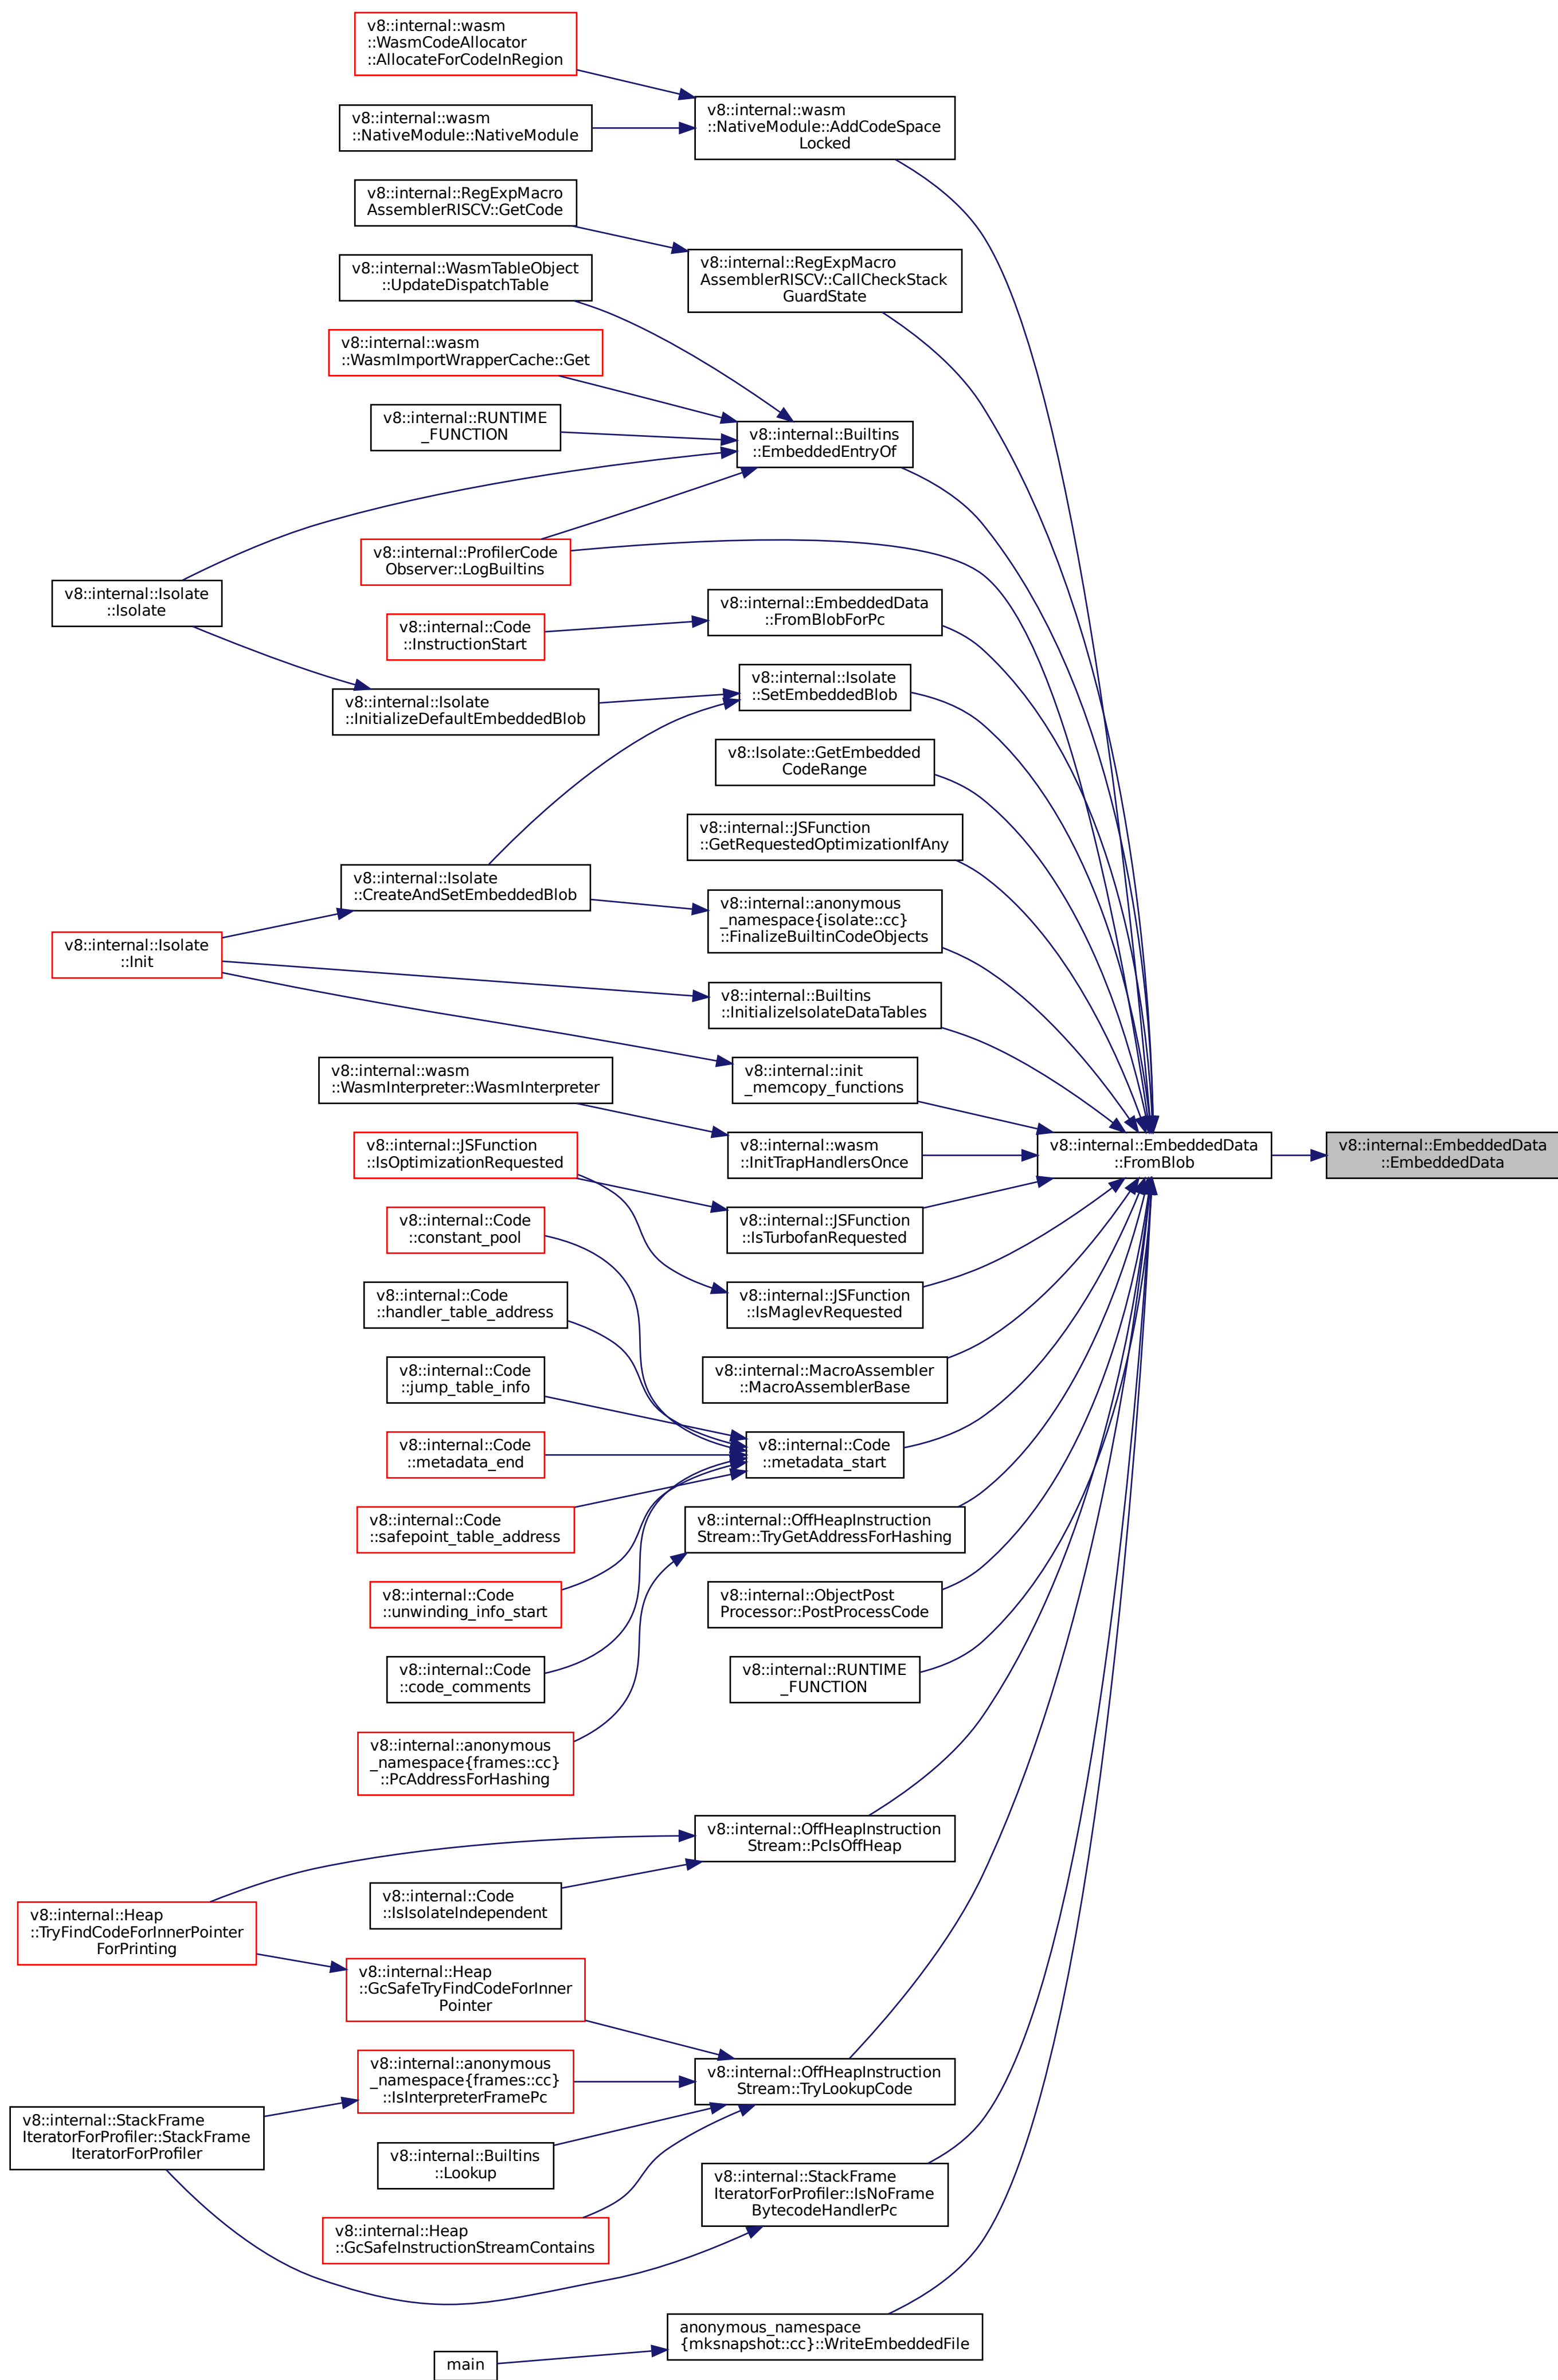 v8::internal::wasm
::WasmCodeAllocator
::AllocateForCodeInRegion
v8::internal::wasm
::NativeModule::AddCodeSpace
Locked
v8::internal::wasm
::NativeModule::NativeModule
v8::internal::RegExpMacro
AssemblerRISCV::GetCode
v8::internal::RegExpMacro
AssemblerRISCV::CallCheckStack
GuardState
v8::internal::WasmTableObject
::UpdateDispatchTable
v8::internal::wasm
::WasmImportWrapperCache::Get
v8::internal::RUNTIME
_FUNCTION
v8::internal::Builtins
::EmbeddedEntryOf
v8::internal::ProfilerCode
Observer::LogBuiltins
v8::internal::Isolate
::Isolate
v8::internal::EmbeddedData
::FromBlobForPc
v8::internal::Code
::InstructionStart
v8::internal::Isolate
::SetEmbeddedBlob
v8::internal::Isolate
::InitializeDefaultEmbeddedBlob
v8::Isolate::GetEmbedded
CodeRange
v8::internal::JSFunction
::GetRequestedOptimizationIfAny
v8::internal::Isolate
::CreateAndSetEmbeddedBlob
v8::internal::anonymous
_namespace{isolate::cc}
::FinalizeBuiltinCodeObjects
v8::internal::Isolate
::Init
v8::internal::Builtins
::InitializeIsolateDataTables
v8::internal::wasm
::WasmInterpreter::WasmInterpreter
v8::internal::init
_memcopy_functions
v8::internal::JSFunction
::IsOptimizationRequested
v8::internal::wasm
::InitTrapHandlersOnce
v8::internal::EmbeddedData
::FromBlob
v8::internal::EmbeddedData
::EmbeddedData
v8::internal::Code
::constant_pool
v8::internal::JSFunction
::IsTurbofanRequested
v8::internal::Code
::handler_table_address
v8::internal::JSFunction
::IsMaglevRequested
v8::internal::Code
::jump_table_info
v8::internal::MacroAssembler
::MacroAssemblerBase
v8::internal::Code
::metadata_end
v8::internal::Code
::metadata_start
v8::internal::Code
::safepoint_table_address
v8::internal::OffHeapInstruction
Stream::TryGetAddressForHashing
v8::internal::Code
::unwinding_info_start
v8::internal::ObjectPost
Processor::PostProcessCode
v8::internal::Code
::code_comments
v8::internal::RUNTIME
_FUNCTION
v8::internal::anonymous
_namespace{frames::cc}
::PcAddressForHashing
v8::internal::OffHeapInstruction
Stream::PcIsOffHeap
v8::internal::Code
::IsIsolateIndependent
v8::internal::Heap
::TryFindCodeForInnerPointer
ForPrinting
v8::internal::Heap
::GcSafeTryFindCodeForInner
Pointer
v8::internal::anonymous
_namespace{frames::cc}
::IsInterpreterFramePc
v8::internal::OffHeapInstruction
Stream::TryLookupCode
v8::internal::StackFrame
IteratorForProfiler::StackFrame
IteratorForProfiler
v8::internal::Builtins
::Lookup
v8::internal::StackFrame
IteratorForProfiler::IsNoFrame
BytecodeHandlerPc
v8::internal::Heap
::GcSafeInstructionStreamContains
anonymous_namespace
{mksnapshot::cc}::WriteEmbeddedFile
main